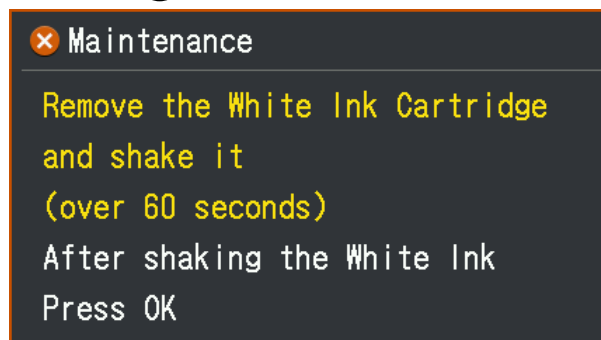 Maintenance
Remove the White Ink Cartridge
and shake it
(over 60 seconds)
After shaking the White Ink
Press OK